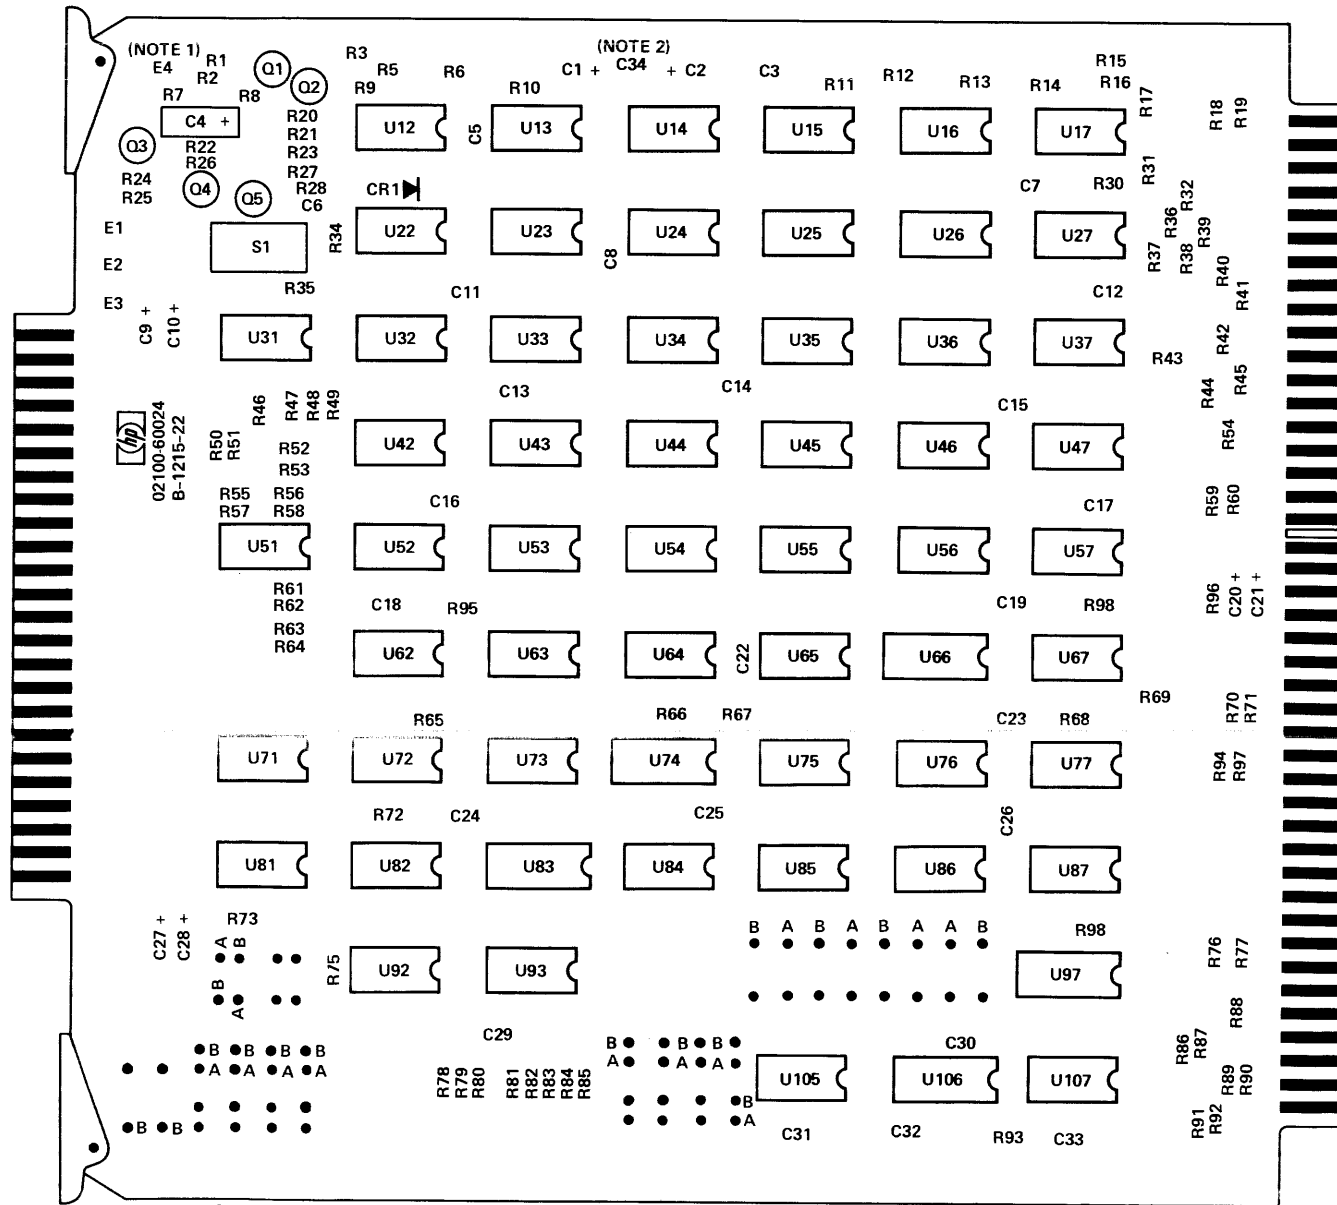 (NOTE 1) R1 R3 (NOTE 2) R15
E4 R2 Q1 Q2 R5 R6 C1 + C34 + C2 C3 R11 R12 R13 R14 R16
R7 R8 R9 R10 R17 R18 R19
C4 + R20
Q3 R22 R21 U12 C5 U13 U14 U15 U16 U17
R26 R23
R24 Q4 R27 R31
R25 Q5 R28 CR1 C7 R30 R32
C6
E1 S1 R34 U22 U23 U24 U25 U26 U27 R36 R39
E2 C8 R37 R38 R40
R35 C11 C12 R41
E3 C9 + C10 +
U31 U32 U33 U34 U35 U36 U37 R42
R43
C13 C14 R44 R45
R46 R47 R48 R49 C15
hp
02100-60024
B-1215-22
R50 R51 R52 U42 U43 U44 U45 U46 U47 R54
R53
R55 R56 C16 C17 R59 R60
R57 R58
U51 U52 U53 U54 U55 U56 U57
R61
R62 C18 R95 C19 R98 R96 C20 + C21 +
R63
R64 U62 U63 U64 C22 U65 U66 U67
R69
R65 R66 R67 C23 R68 R70 R71
U71 U72 U73 U74 U75 U76 U77 R94 R97
R72 C24 C25 C26
U81 U82 U83 U84 U85 U86 U87
C27 + C28 + R73 B A B A B A A B R98
A B
R75 U92 U93 U97 R76 R77
B
A
C29 R88
B B B B B B B C30 R86 R87
A A A A A A A
R78 R79 R80 R81 R82 R83 R84 R85 U105 U106 U107 R89 R90
B
B B A R91 R92
C31 C32 R93 C33